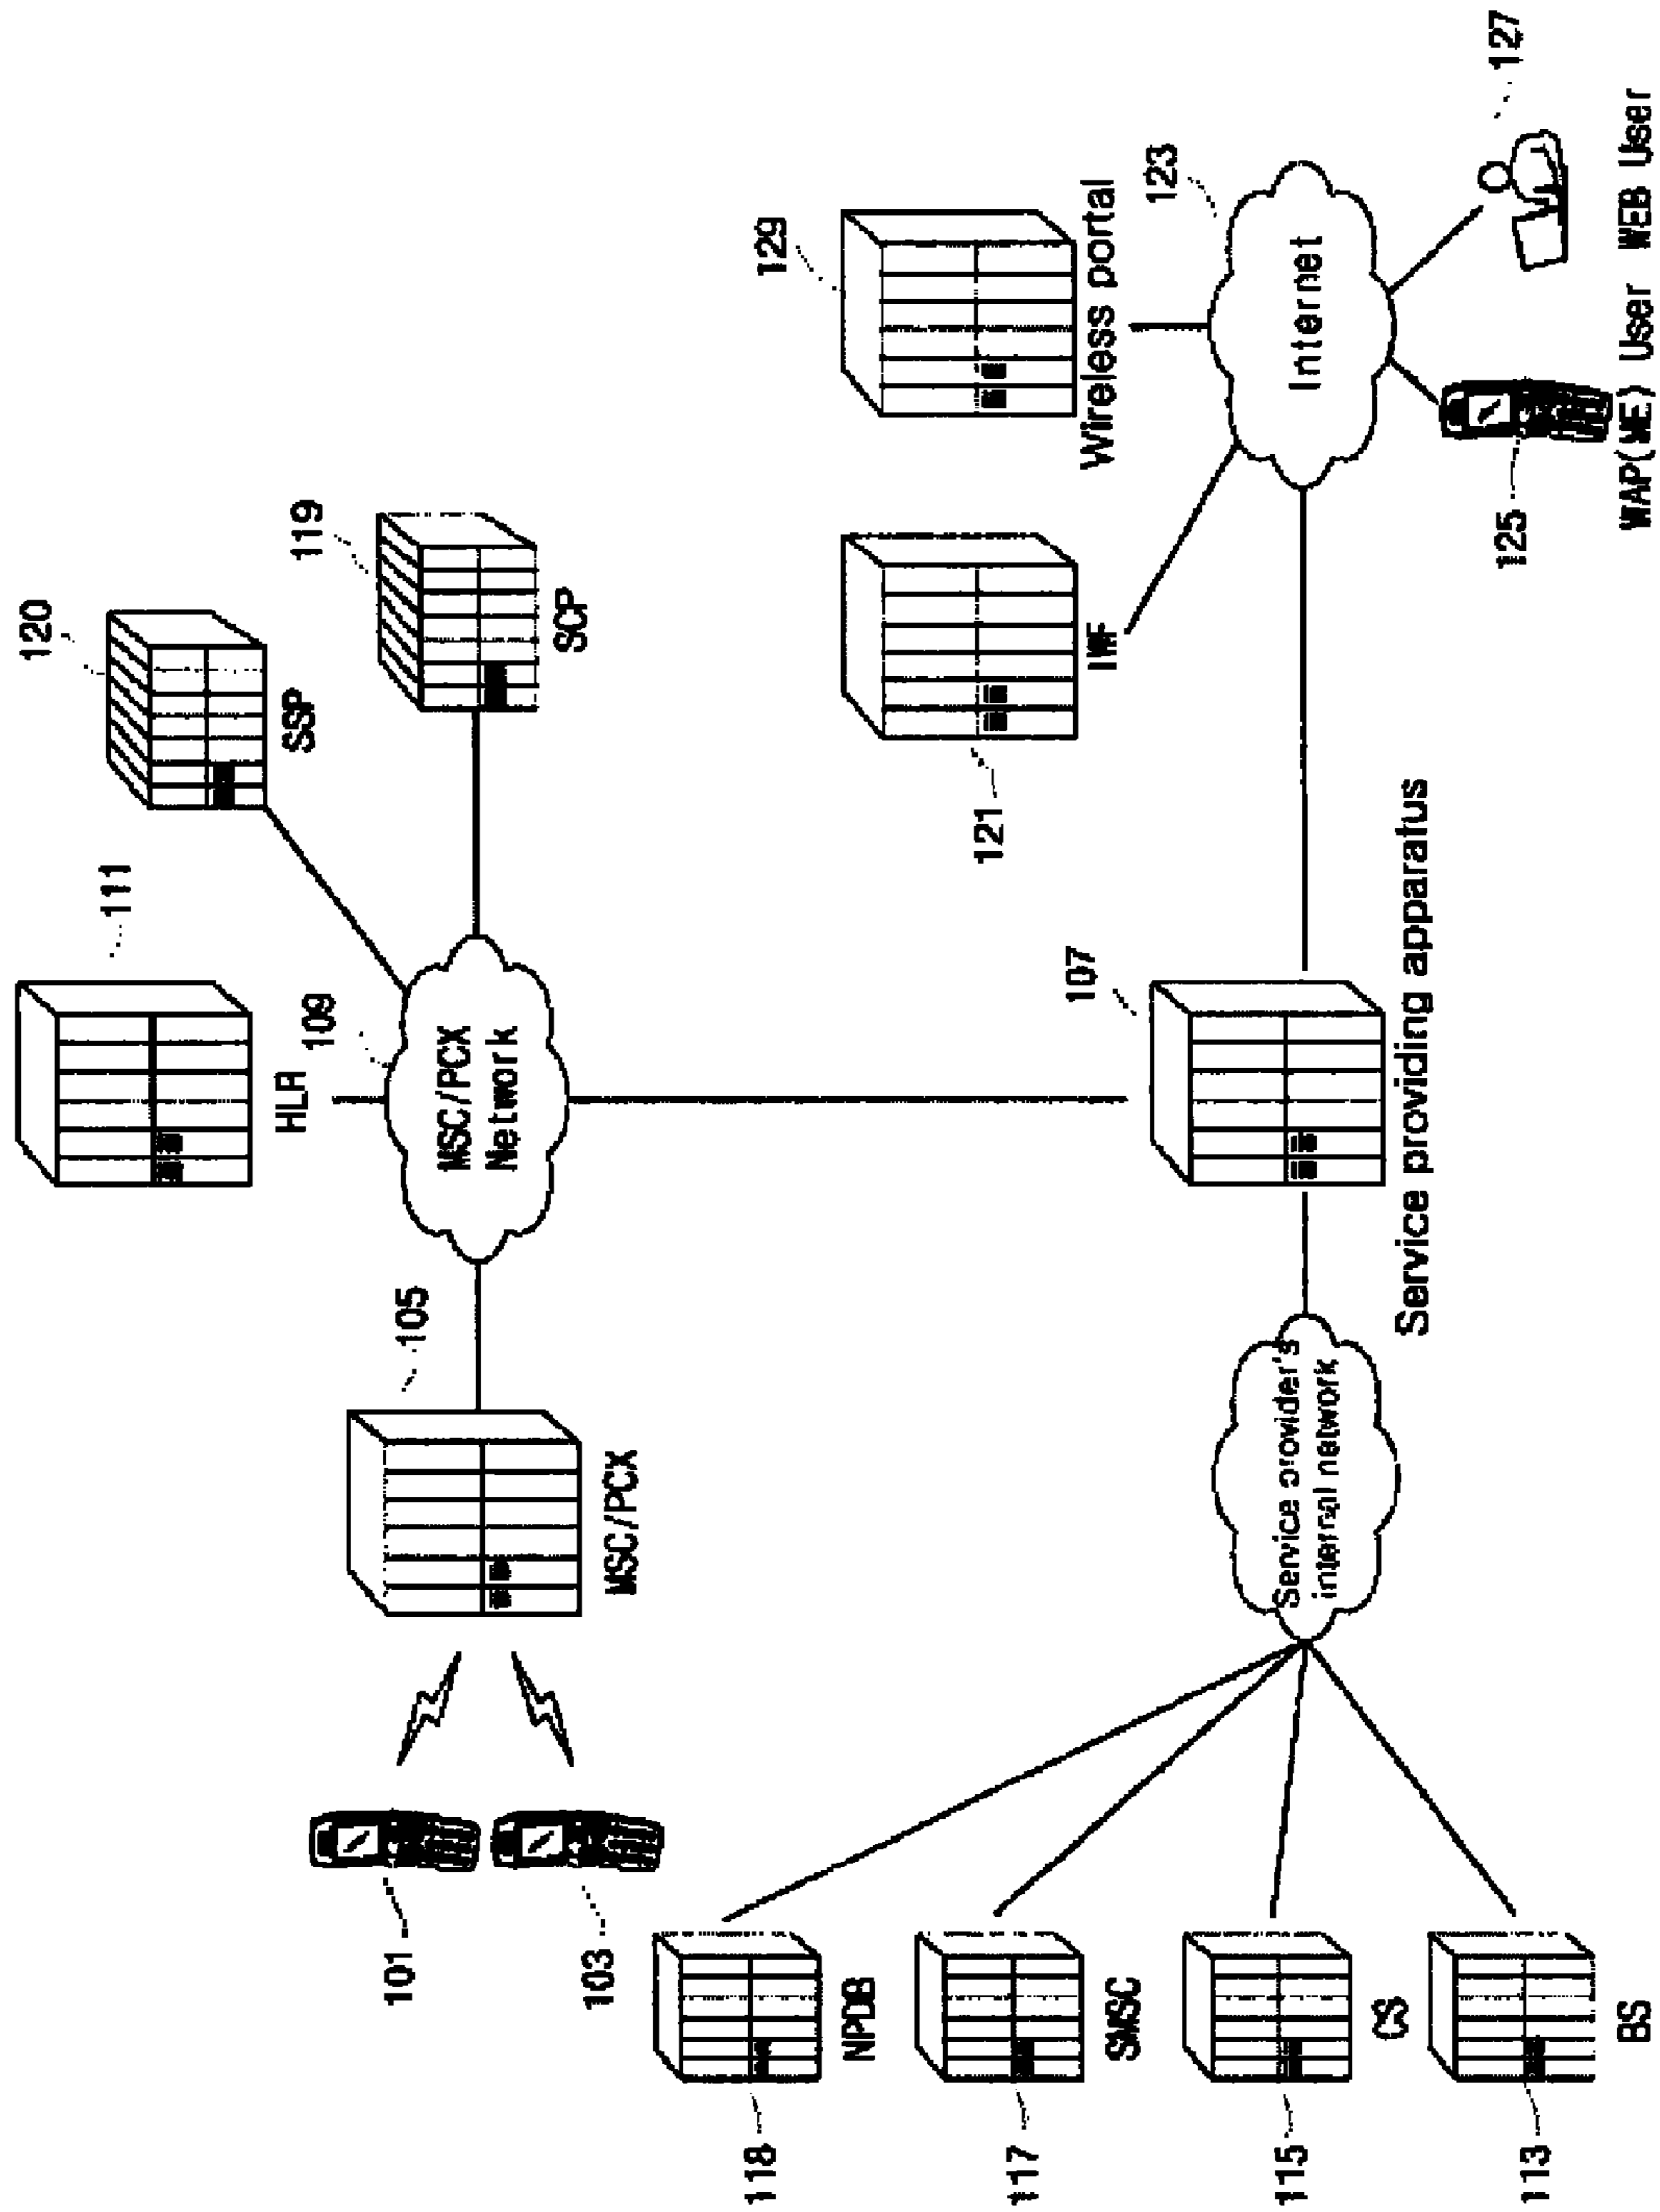 111
HLR
120
SSP
109
MSC/PCX
Network
119
SCP
105
MSC/PCX
101
103
118
NPDB
117
SMSC
115
CS
113
BS
Service provider's
internal network
107
Service providing apparatus
121
IWF
129
Wireless portal
123
Internet
125
WAP(ME) User
127
WEB User